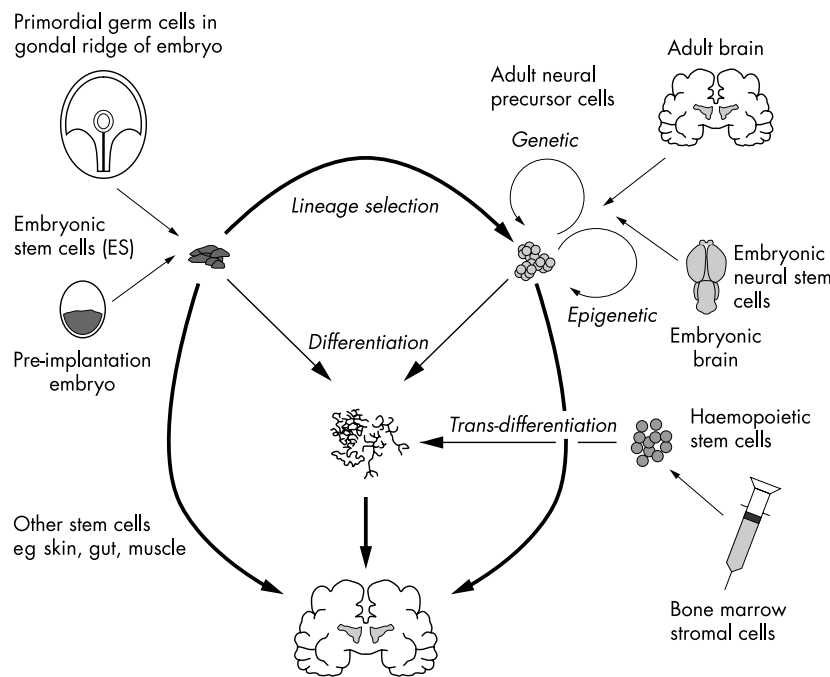 Primordial germ cells in
gondal ridge of embryo
Adult brain
Adult neural
precursor cells
Genetic
Lineage selection
Embryonic
stem cells (ES)
Embryonic
neural stem
cells
Epigenetic
Embryonic
brain
Differentiation
Pre-implantation
embryo
Trans-differentiation
Haemopoietic
stem cells
Other stem cells
eg skin, gut, muscle
Bone marrow
stromal cells